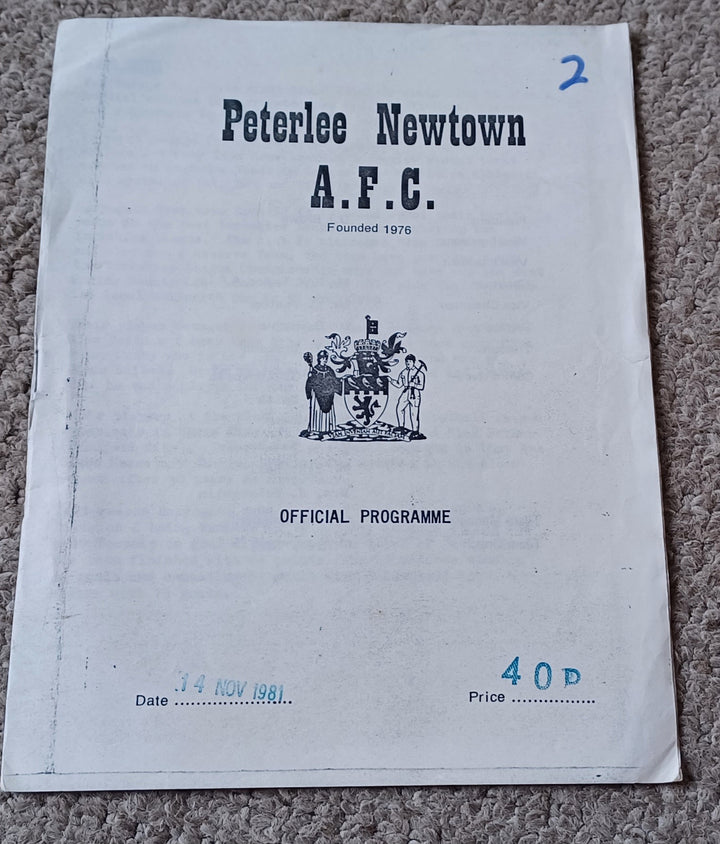 2
Peterlee Newtown
A.F.C.
Founded 1976
OFFICIAL PROGRAMME
Date 14 NOV 1981
Price 40P